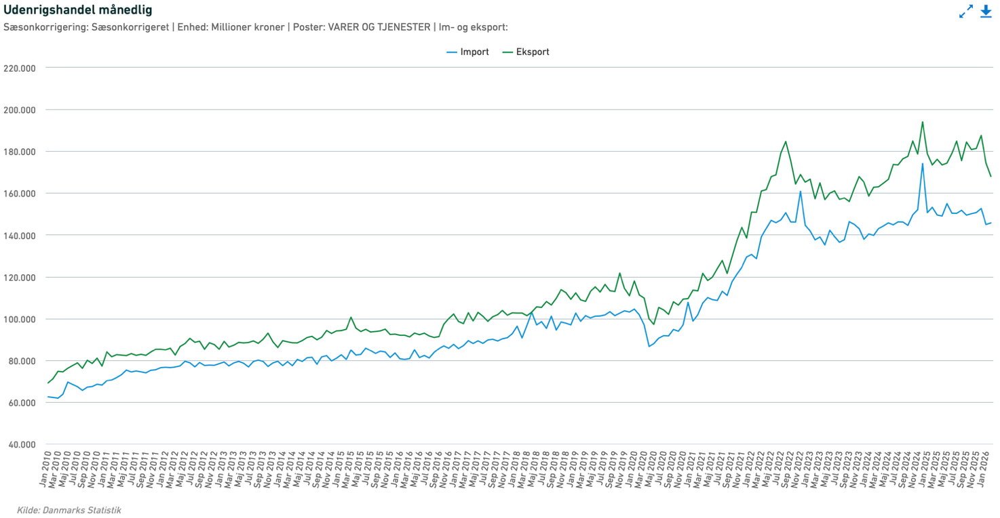 Udenrigshandel månedlig
Sæsonkorrigering: Sæsonkorrigeret | Enhed: Millioner kroner | Poster: VARER OG TJENESTER | Im- og eksport:
Import Eksport
220.000
200.000
180.000
160.000
140.000
120.000
100.000
80.000
60.000
40.000
Jan 2010
Mar 2010
Maj 2010
Jul 2010
Sep 2010
Nov 2010
Jan 2011
Mar 2011
Maj 2011
Jul 2011
Sep 2011
Nov 2011
Jan 2012
Mar 2012
Maj 2012
Jul 2012
Sep 2012
Nov 2012
Jan 2013
Mar 2013
Maj 2013
Jul 2013
Sep 2013
Nov 2013
Jan 2014
Mar 2014
Maj 2014
Jul 2014
Sep 2014
Nov 2014
Jan 2015
Mar 2015
Maj 2015
Jul 2015
Sep 2015
Nov 2015
Jan 2016
Mar 2016
Maj 2016
Jul 2016
Sep 2016
Nov 2016
Jan 2017
Mar 2017
Maj 2017
Jul 2017
Sep 2017
Nov 2017
Jan 2018
Mar 2018
Maj 2018
Jul 2018
Sep 2018
Nov 2018
Jan 2019
Mar 2019
Maj 2019
Jul 2019
Sep 2019
Nov 2019
Jan 2020
Mar 2020
Maj 2020
Jul 2020
Sep 2020
Nov 2020
Jan 2021
Mar 2021
Maj 2021
Jul 2021
Sep 2021
Nov 2021
Jan 2022
Mar 2022
Maj 2022
Jul 2022
Sep 2022
Nov 2022
Jan 2023
Mar 2023
Maj 2023
Jul 2023
Sep 2023
Nov 2023
Jan 2024
Mar 2024
Maj 2024
Jul 2024
Sep 2024
Nov 2024
Jan 2025
Mar 2025
Maj 2025
Jul 2025
Sep 2025
Nov 2025
Jan 2026
Kilde: Danmarks Statistik